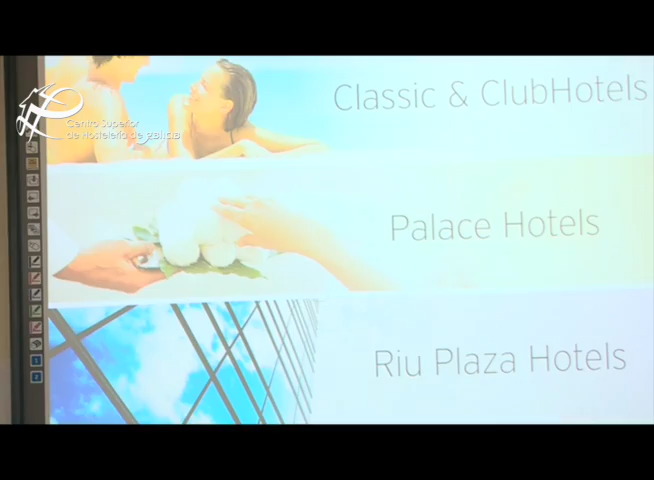 Classic & ClubHotels
Centro Superior
de Hostelería de galicia
Palace Hotels
Riu Plaza Hotels